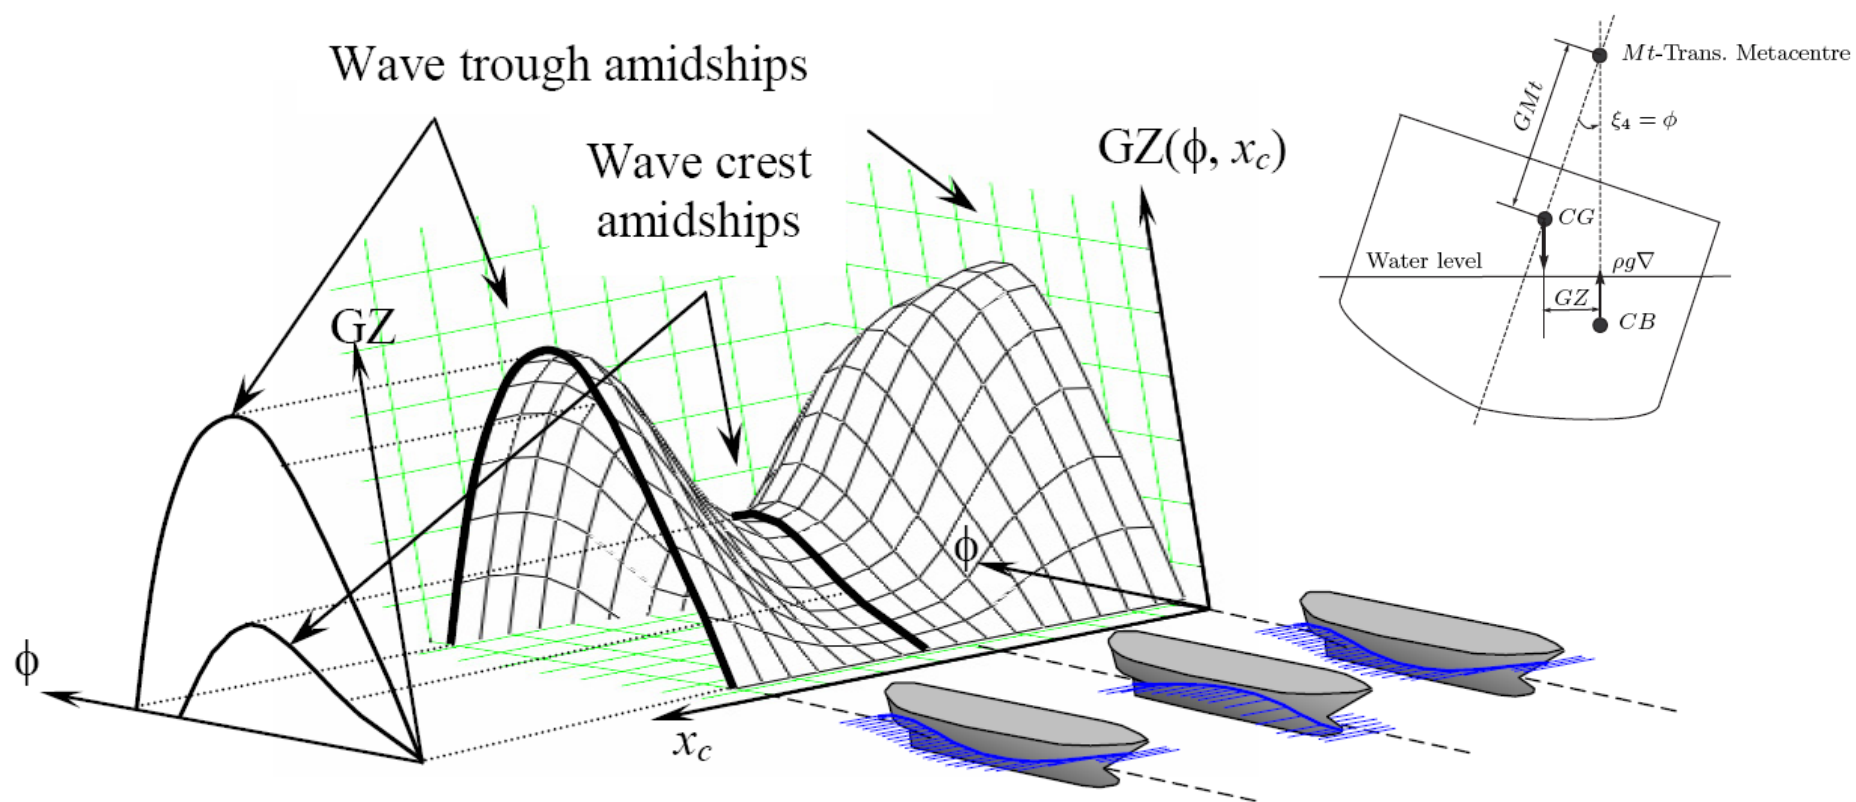 Wave trough amidships
Wave crest
amidships
GZ(ϕ, x_c)
GZ
ϕ
ϕ
x_c
Mt-Trans. Metacentre
GMt
ξ₄ = ϕ
CG
Water level
ρg∇
GZ
CB